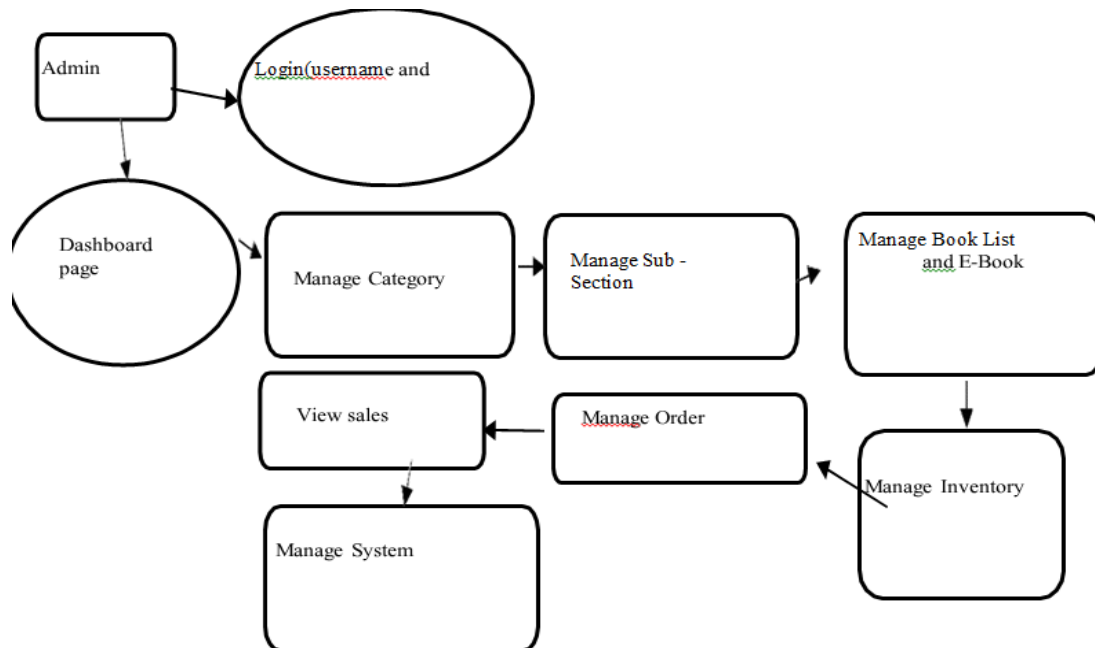 Admin
Login(username and
Dashboard
page
Manage Category
Manage Sub -
Section
Manage Book List
and E-Book
View sales
Manage Order
Manage Inventory
Manage System